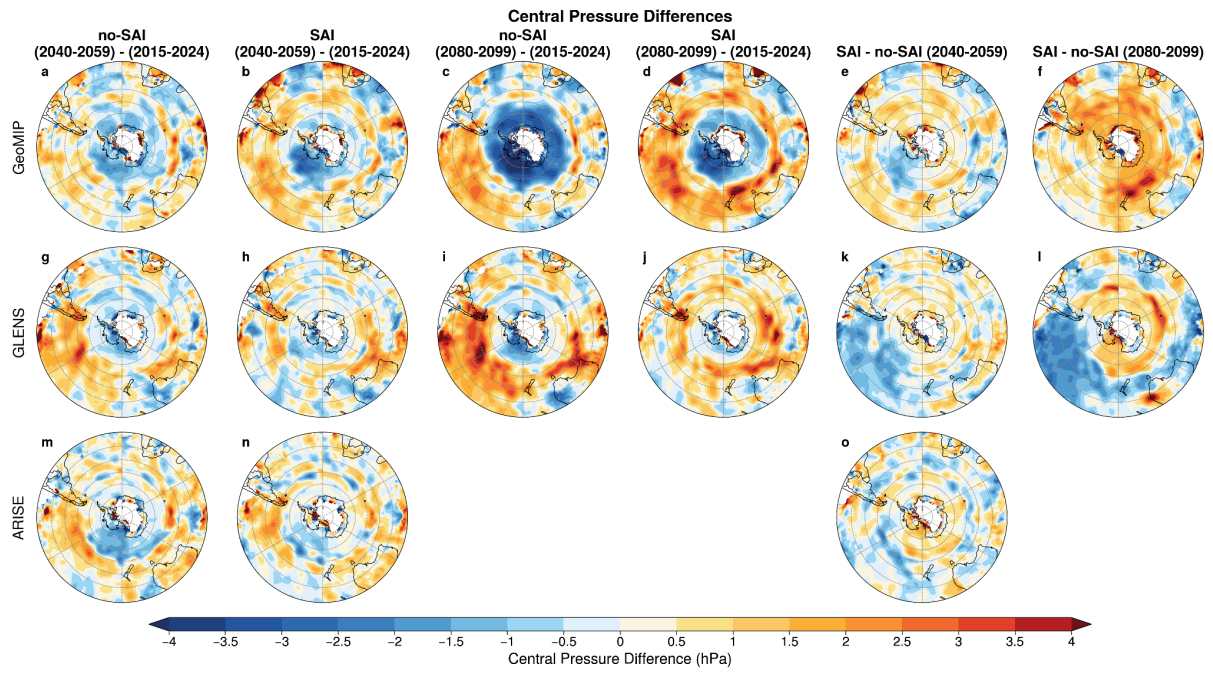 Central Pressure Differences
no-SAI
(2040-2059) - (2015-2024)
SAI
(2040-2059) - (2015-2024)
no-SAI
(2080-2099) - (2015-2024)
SAI
(2080-2099) - (2015-2024)
SAI - no-SAI (2040-2059)
SAI - no-SAI (2080-2099)
a b c d e f
GeoMIP
g h i j k l
GLENS
m n o
ARISE
−4 −3.5 −3 −2.5 −2 −1.5 −1 −0.5 0 0.5 1 1.5 2 2.5 3 3.5 4
Central Pressure Difference (hPa)